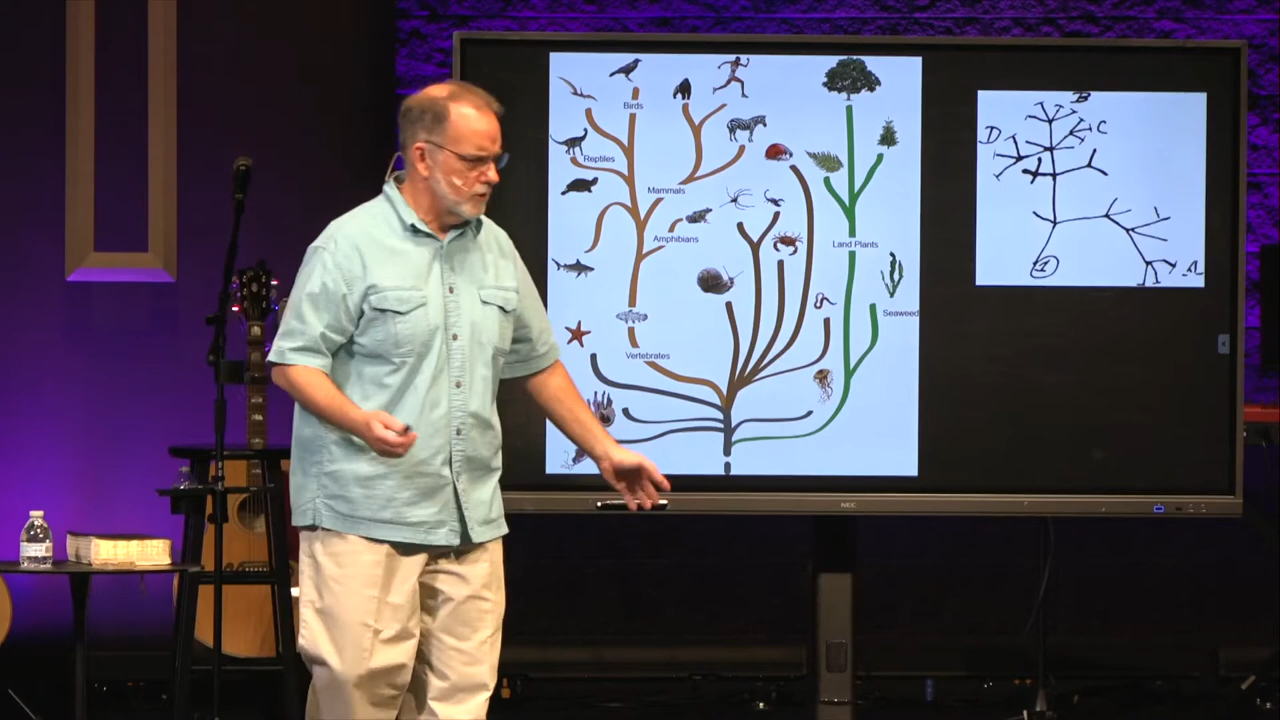 Birds
Reptiles
Mammals
Amphibians
Land Plants
Seaweed
Vertebrates
B
D
C
A
1
NEC